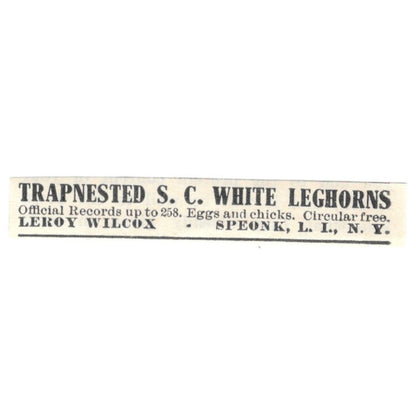 TRAPNESTED S. C. WHITE LEGHORNS
Official Records up to 258. Eggs and chicks. Circular free.
LEROY WILCOX - SPEONK, L. I., N. Y.